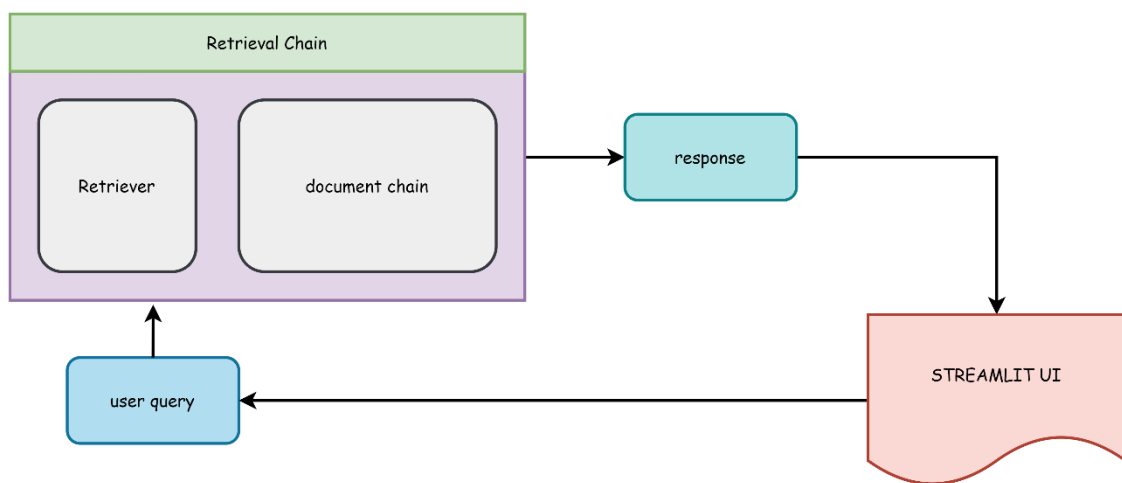 Retrieval Chain
Retriever
document chain
response
STREAMLIT UI
user query